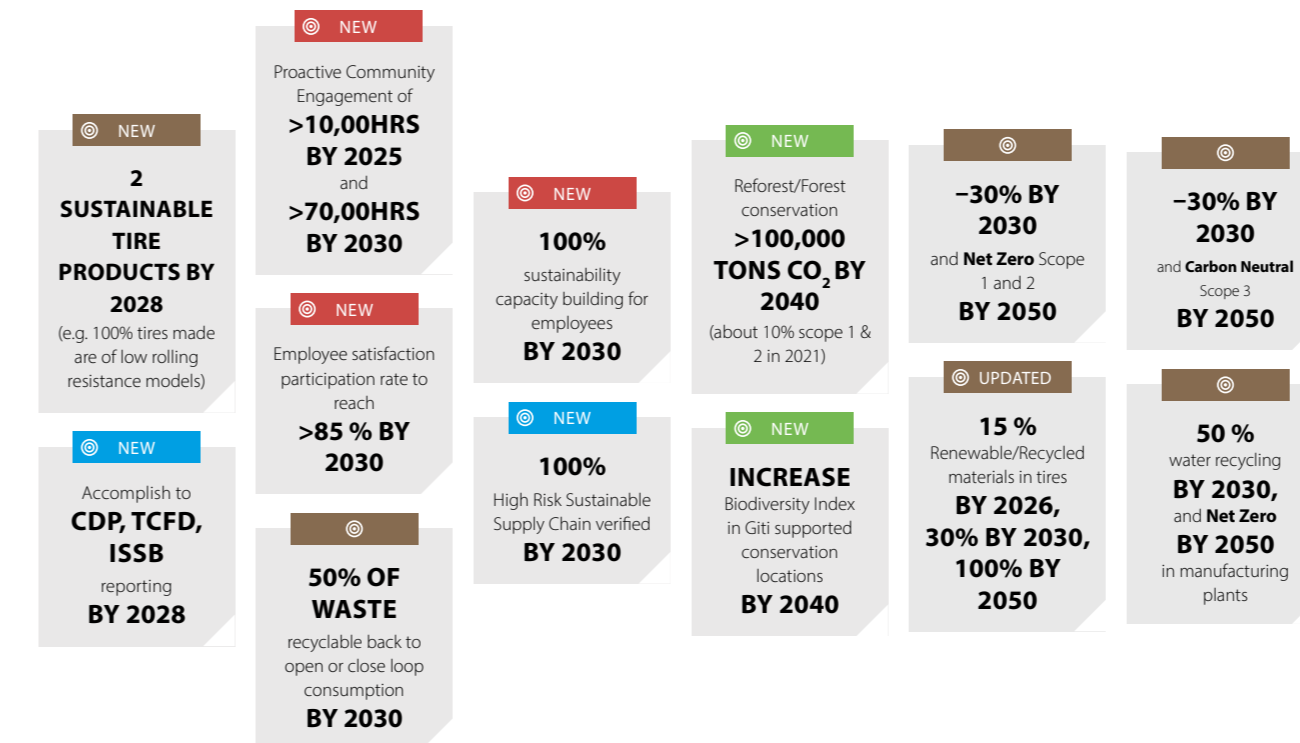 NEW
2
SUSTAINABLE
TIRE
PRODUCTS BY
2028
(e.g. 100% tires made
are of low rolling
resistance models)
NEW
Accomplish to
CDP, TCFD,
ISSB
reporting
BY 2028
NEW
Proactive Community
Engagement of
>10,00HRS
BY 2025
and
>70,00HRS
BY 2030
NEW
Employee satisfaction
participation rate to
reach
>85 % BY
2030
50% OF
WASTE
recyclable back to
open or close loop
consumption
BY 2030
NEW
100%
sustainability
capacity building for
employees
BY 2030
NEW
100%
High Risk Sustainable
Supply Chain verified
BY 2030
NEW
Reforest/Forest
conservation
>100,000
TONS CO2 BY
2040
(about 10% scope 1 &
2 in 2021)
NEW
INCREASE
Biodiversity Index
in Giti supported
conservation
locations
BY 2040
−30% BY
2030
and Net Zero Scope
1 and 2
BY 2050
UPDATED
15 %
Renewable/Recycled
materials in tires
BY 2026,
30% BY 2030,
100% BY
2050
−30% BY
2030
and Carbon Neutral
Scope 3
BY 2050
50 %
water recycling
BY 2030,
and Net Zero
BY 2050
in manufacturing
plants